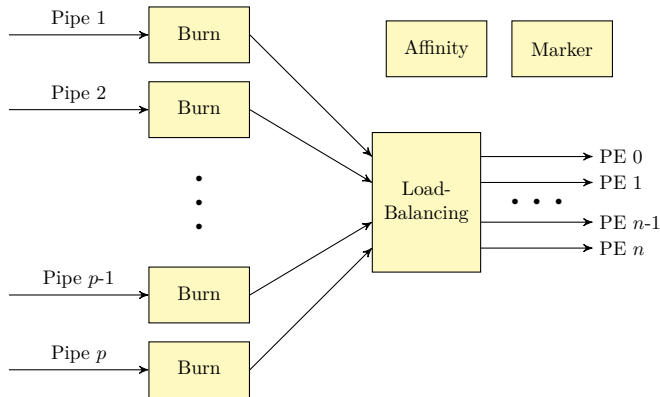 Pipe 1
Burn
Affinity
Marker
Pipe 2
Burn
Load-
Balancing
PE 0
PE 1
PE n-1
PE n
Pipe p-1
Burn
Pipe p
Burn